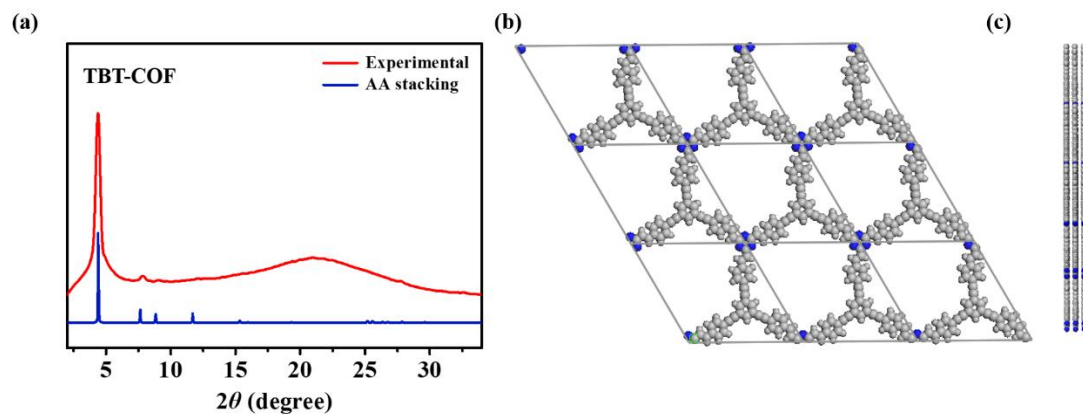 (a)
TBT-COF
Experimental
AA stacking
5 10 15 20 25 30
2θ (degree)
(b)
(c)